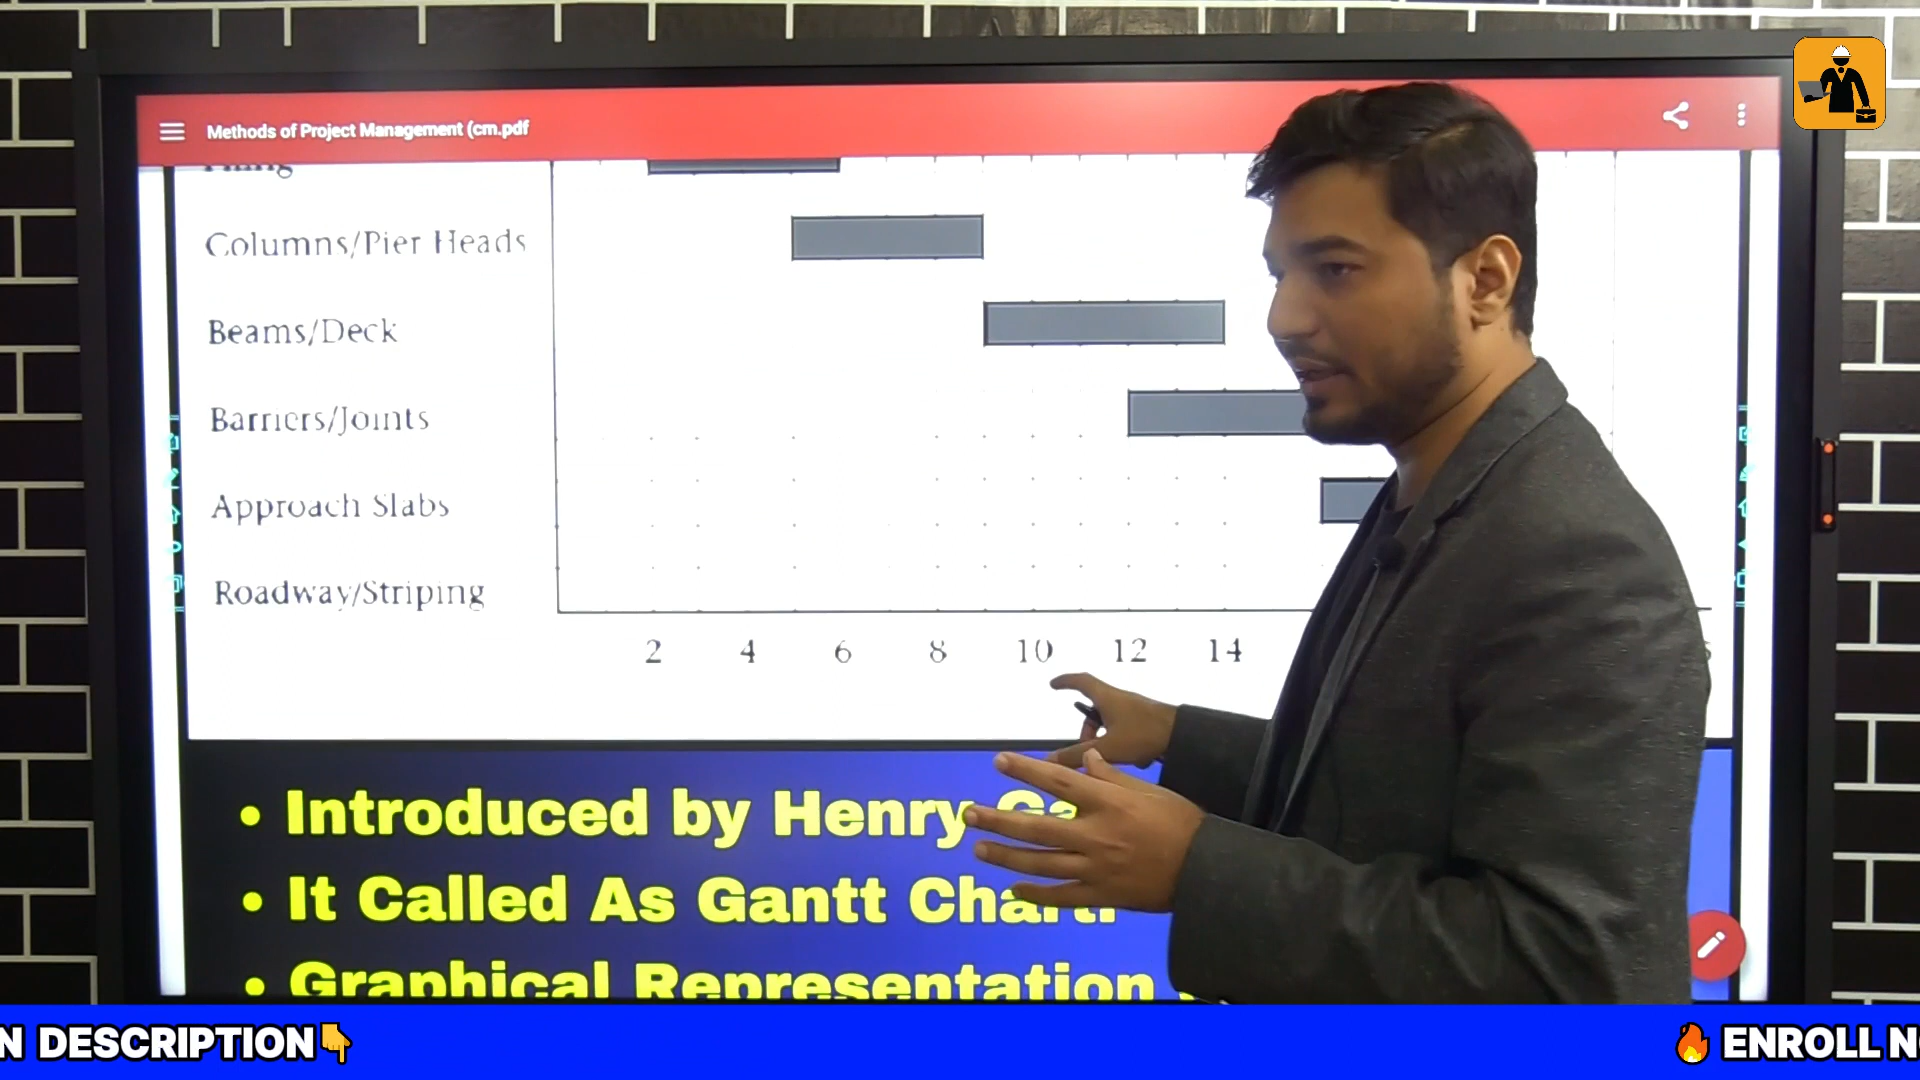 Methods of Project Management (cm.pdf
Columns/Pier Heads
Beams/Deck
Barriers/Joints
Approach Slabs
Roadway/Striping
2 4 6 8 10 12 14
• Introduced by Henry
• It Called As Gantt Chart.
• Graphical Representation
N DESCRIPTION👇
🔥 ENROLL N